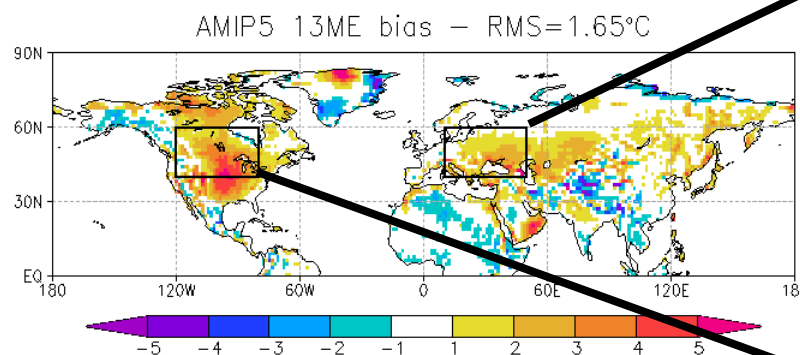 AMIP5 13ME bias – RMS=1.65°C
90N
60N
30N
EQ
180 120W 60W 0 60E 120E 18
-5 -4 -3 -2 -1 1 2 3 4 5